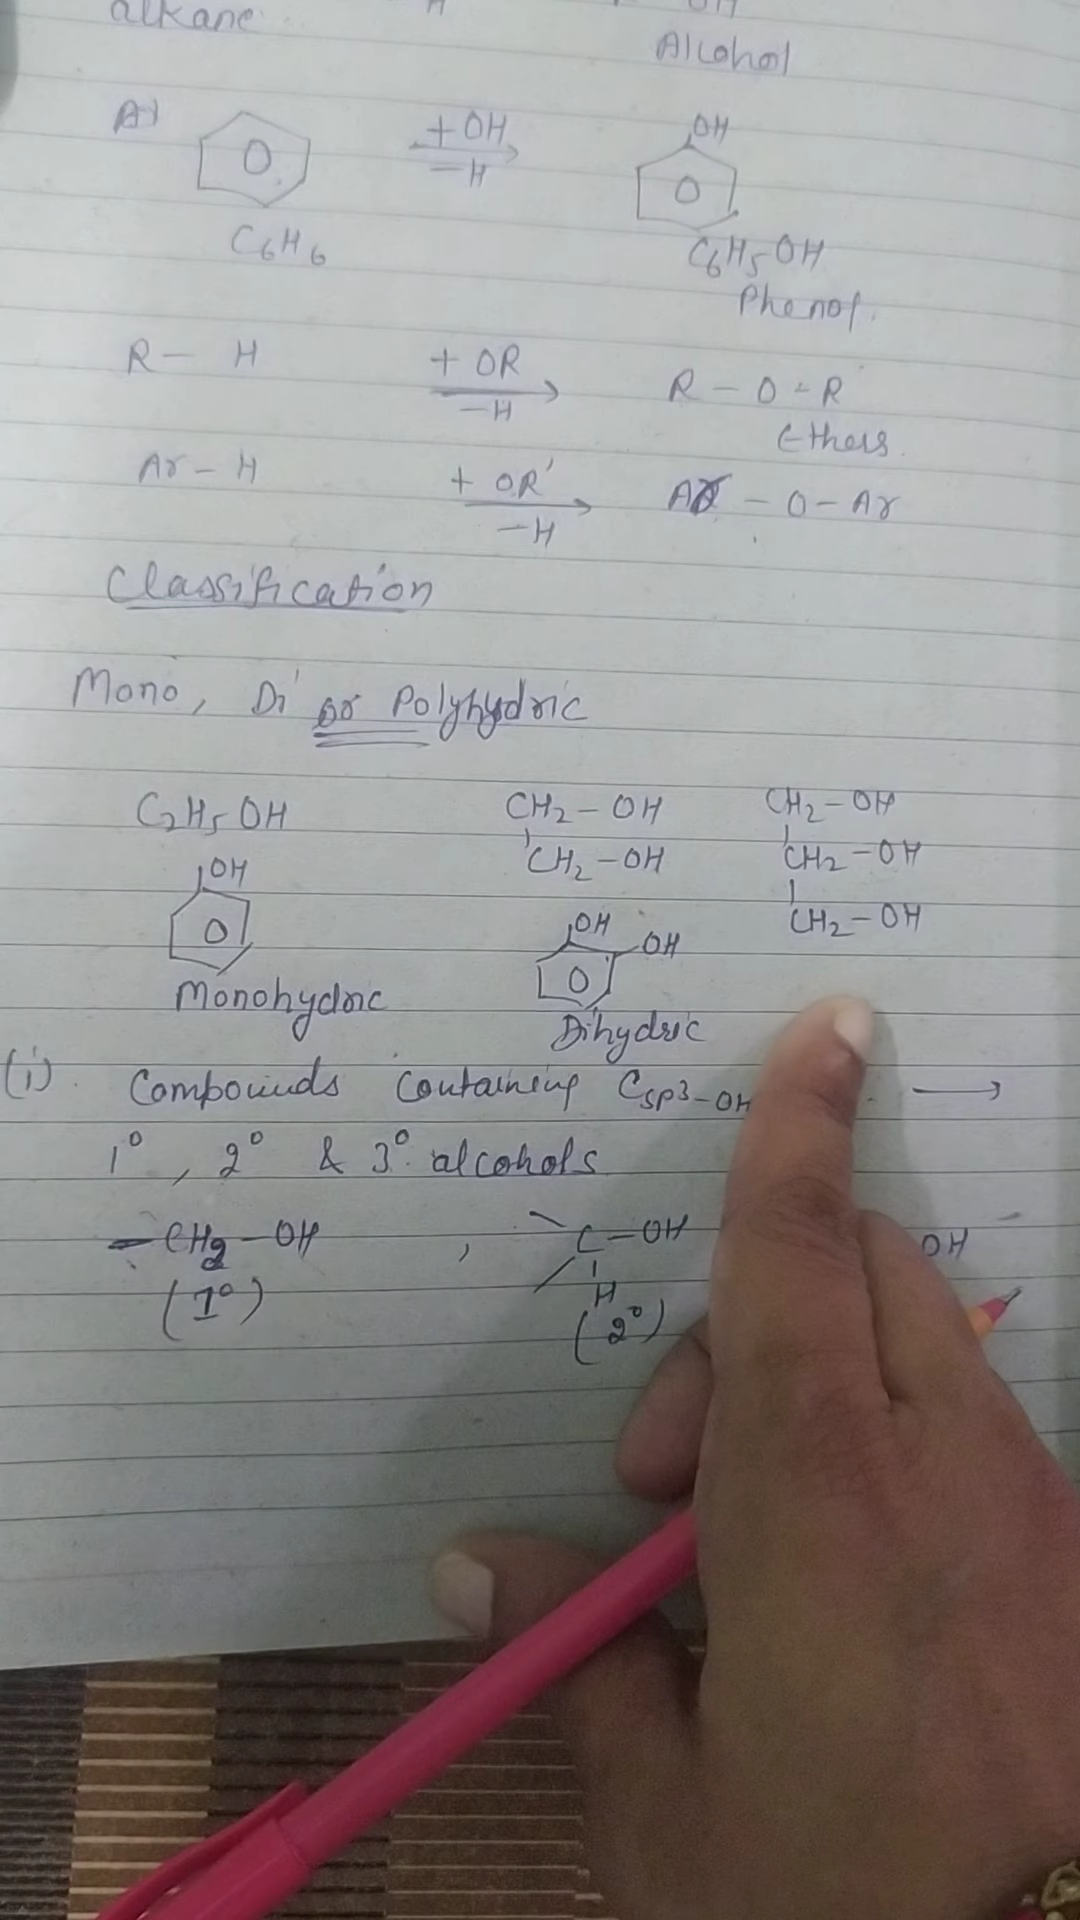 alkane
Alcohol
+ OH OH
O - H O
C6H6 C6H5OH
Phenol.
R - H + OR R - O - R
- H Ethers.
Ar - H + OR' - O - Ar
- H
Classification
Mono, Di or Polyhydric
C2H5OH CH2 - OH CH2 - OH
OH CH2 - OH CH2 - OH
O OH OH CH2 - OH
Monohydric O
Dihydric
(i). Compounds containing Csp3-OH →
1°, 2° & 3° alcohols
- CH2 - OH , C - OH OH
(1°) H
(2°)